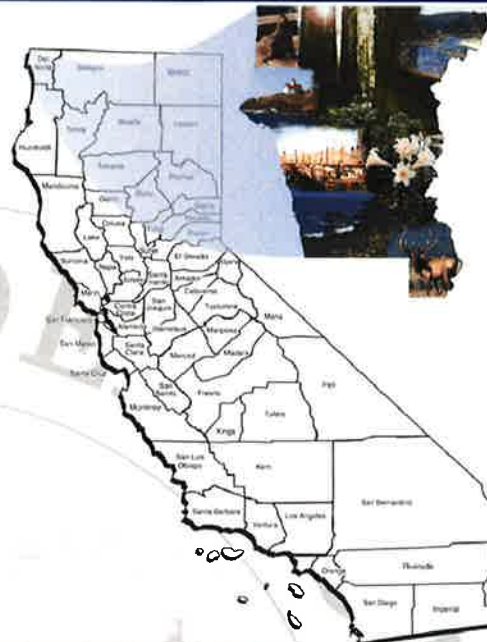 Del Norte
Siskiyou
Modoc
Trinity
Shasta
Lassen
Humboldt
Tehama
Plumas
Mendocino
Glenn
Butte
Colusa
Lake
Sonoma
Napa
Yolo
El Dorado
Amador
Calaveras
Marin
San Joaquin
Tuolumne
Mono
San Francisco
Contra Costa
Alameda
Stanislaus
Mariposa
San Mateo
Santa Clara
Merced
Madera
Santa Cruz
San Benito
Fresno
Inyo
Monterey
Kings
Tulare
San Luis Obispo
Kern
San Bernardino
Santa Barbara
Ventura
Los Angeles
Orange
Riverside
San Diego
Imperial